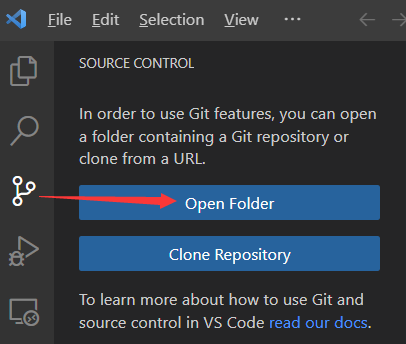 File Edit Selection View ...
SOURCE CONTROL
In order to use Git features, you can open
a folder containing a Git repository or
clone from a URL.
Open Folder
Clone Repository
To learn more about how to use Git and
source control in VS Code read our docs.